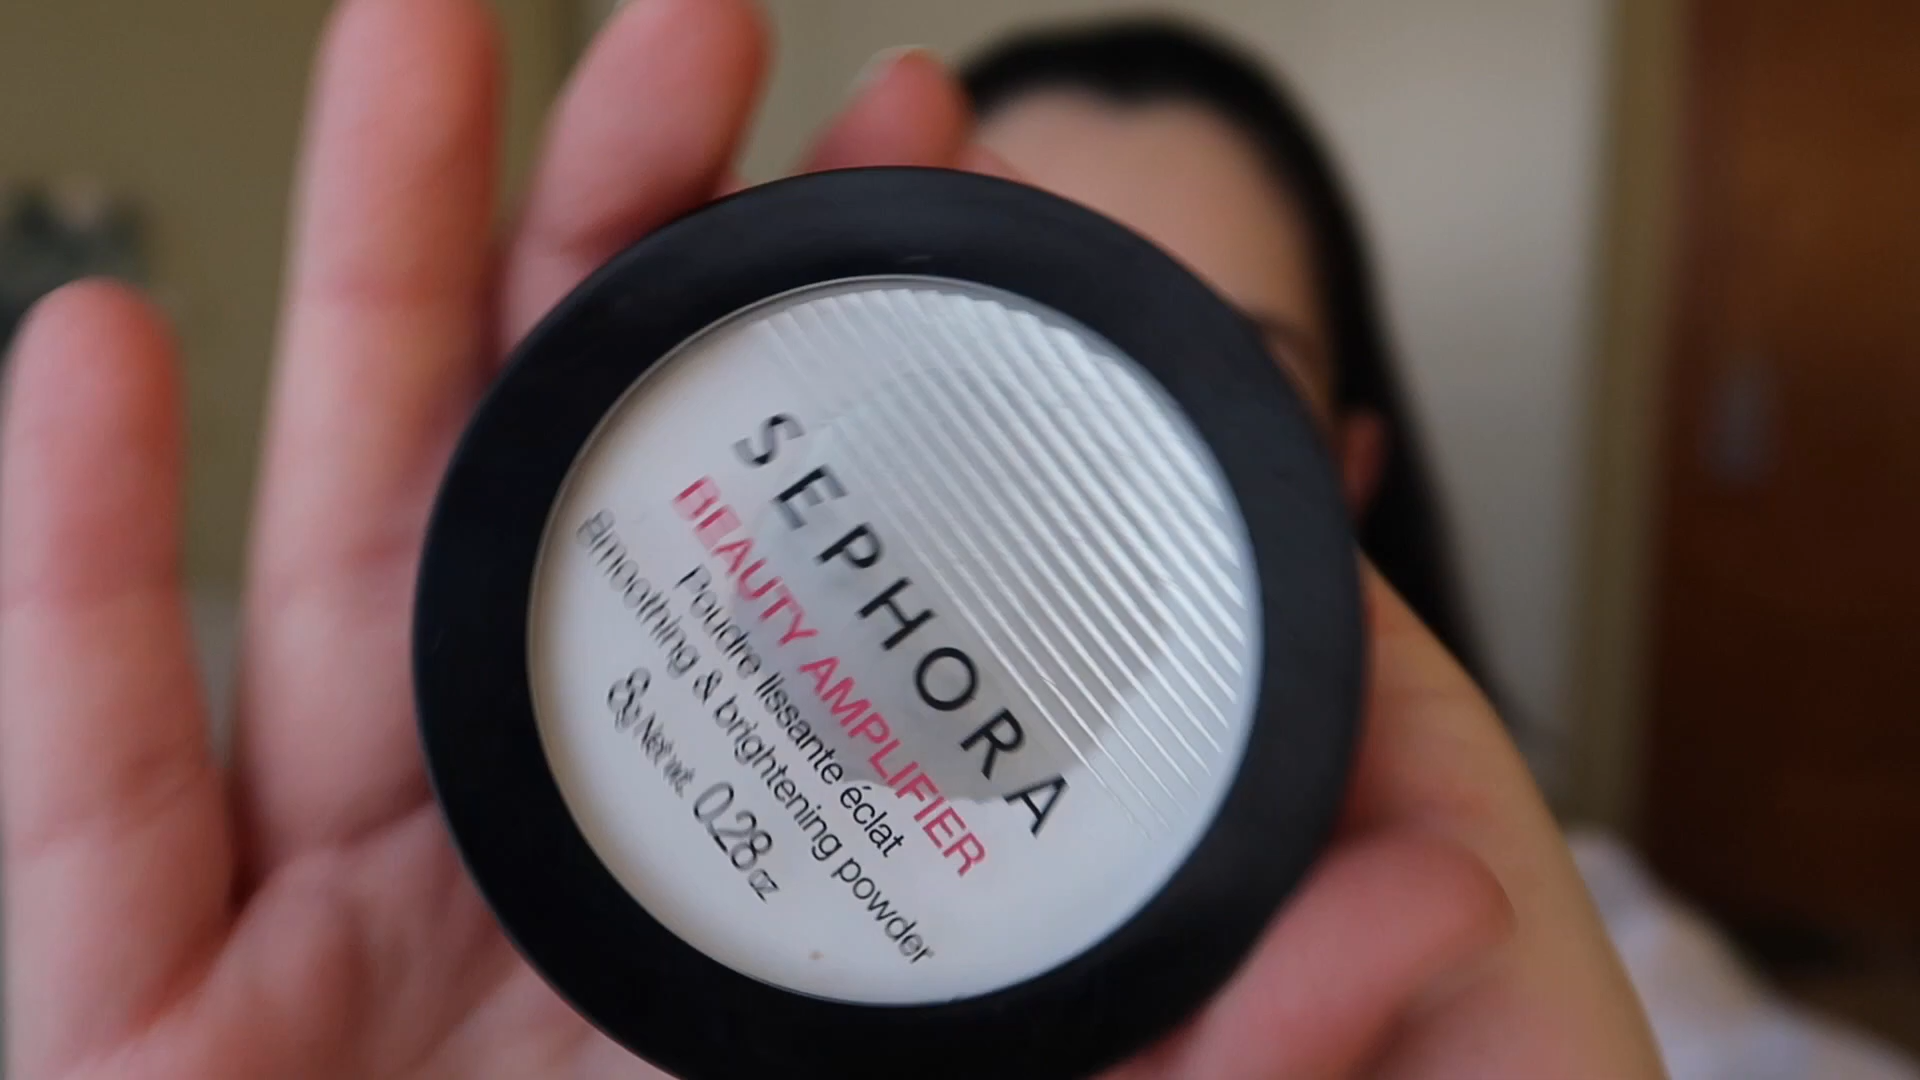 SEPHORA
BEAUTY AMPLIFIER
Poudre lissante éclat
Smoothing & brightening powder
8g Net wt. 0.28 oz